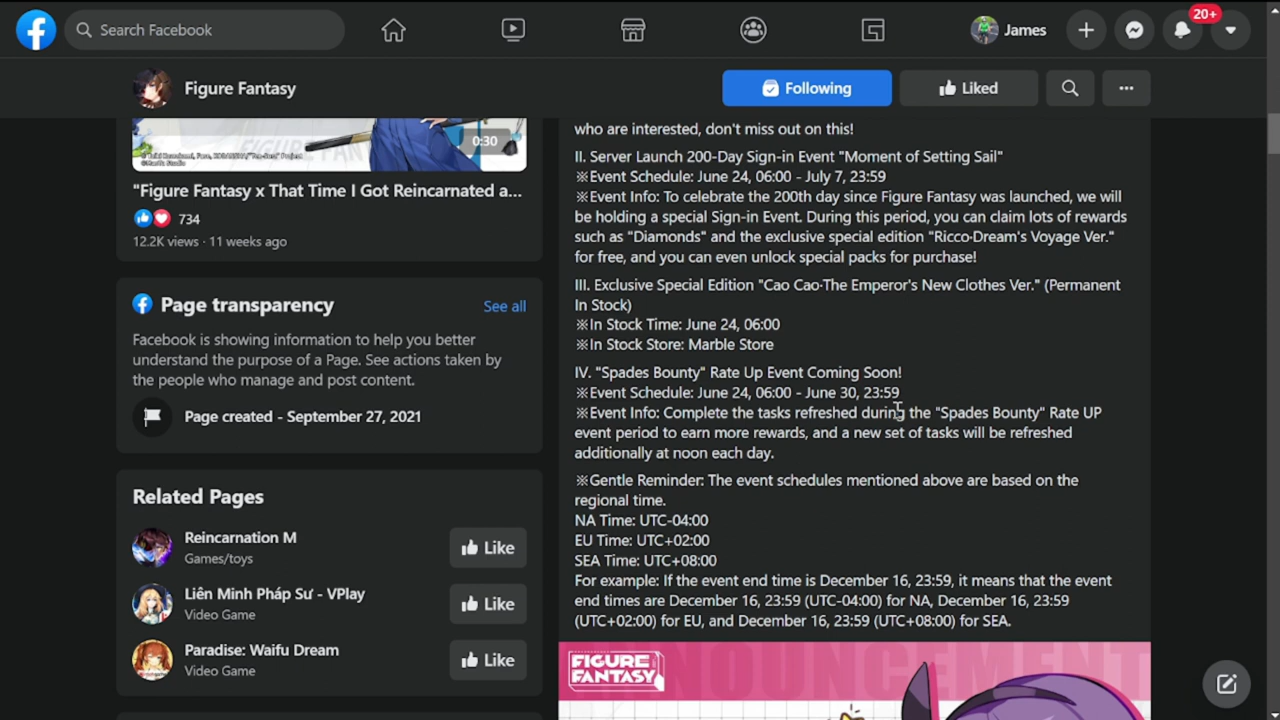 Search Facebook
James
20+
Figure Fantasy
Following
Liked
0:30
"Figure Fantasy x That Time I Got Reincarnated a...
734
12.2K views · 11 weeks ago
Page transparency
See all
Facebook is showing information to help you better
understand the purpose of a Page. See actions taken by
the people who manage and post content.
Page created - September 27, 2021
Related Pages
Reincarnation M
Games/toys
Like
Liên Minh Pháp Sư - VPlay
Video Game
Like
Paradise: Waifu Dream
Video Game
Like
who are interested, don't miss out on this!
II. Server Launch 200-Day Sign-in Event "Moment of Setting Sail"
※Event Schedule: June 24, 06:00 - July 7, 23:59
※Event Info: To celebrate the 200th day since Figure Fantasy was launched, we will
be holding a special Sign-in Event. During this period, you can claim lots of rewards
such as "Diamonds" and the exclusive special edition "Ricco·Dream's Voyage Ver."
for free, and you can even unlock special packs for purchase!
III. Exclusive Special Edition "Cao Cao·The Emperor's New Clothes Ver." (Permanent
In Stock)
※In Stock Time: June 24, 06:00
※In Stock Store: Marble Store
IV. "Spades Bounty" Rate Up Event Coming Soon!
※Event Schedule: June 24, 06:00 - June 30, 23:59
※Event Info: Complete the tasks refreshed during the "Spades Bounty" Rate UP
event period to earn more rewards, and a new set of tasks will be refreshed
additionally at noon each day.
※Gentle Reminder: The event schedules mentioned above are based on the
regional time.
NA Time: UTC-04:00
EU Time: UTC+02:00
SEA Time: UTC+08:00
For example: If the event end time is December 16, 23:59, it means that the event
end times are December 16, 23:59 (UTC-04:00) for NA, December 16, 23:59
(UTC+02:00) for EU, and December 16, 23:59 (UTC+08:00) for SEA.
FIGURE
FANTASY
ANNOUNCEMENT